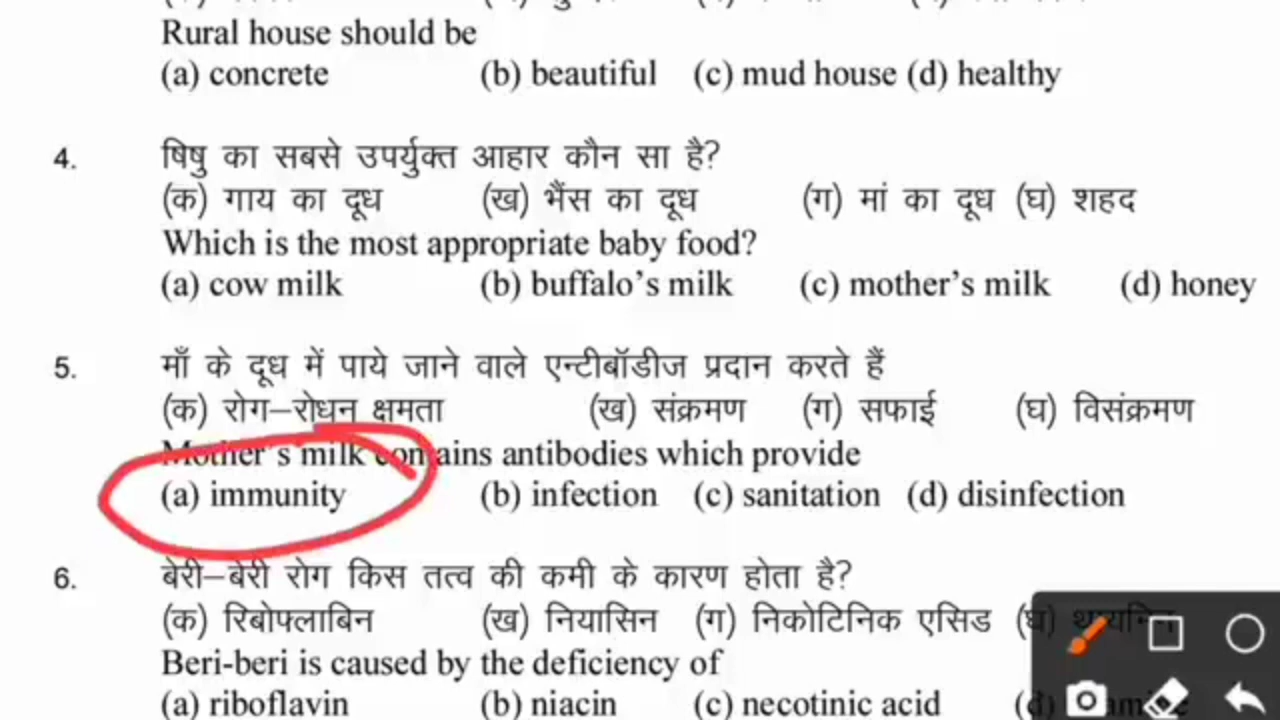 Rural house should be
(a) concrete (b) beautiful (c) mud house (d) healthy
4. षिषु का सबसे उपर्युक्त आहार कौन सा है?
(क) गाय का दूध (ख) भैंस का दूध (ग) मां का दूध (घ) शहद
Which is the most appropriate baby food?
(a) cow milk (b) buffalo’s milk (c) mother’s milk (d) honey
5. माँ के दूध में पाये जाने वाले एन्टीबॉडीज प्रदान करते हैं
(क) रोग–रोधन क्षमता (ख) संक्रमण (ग) सफाई (घ) विसंक्रमण
Mother’s milk contains antibodies which provide
(a) immunity (b) infection (c) sanitation (d) disinfection
6. बेरी–बेरी रोग किस तत्व की कमी के कारण होता है?
(क) रिबोफ्लाबिन (ख) नियासिन (ग) निकोटिनिक एसिड (घ)
Beri-beri is caused by the deficiency of
(a) riboflavin (b) niacin (c) necotinic acid (d)